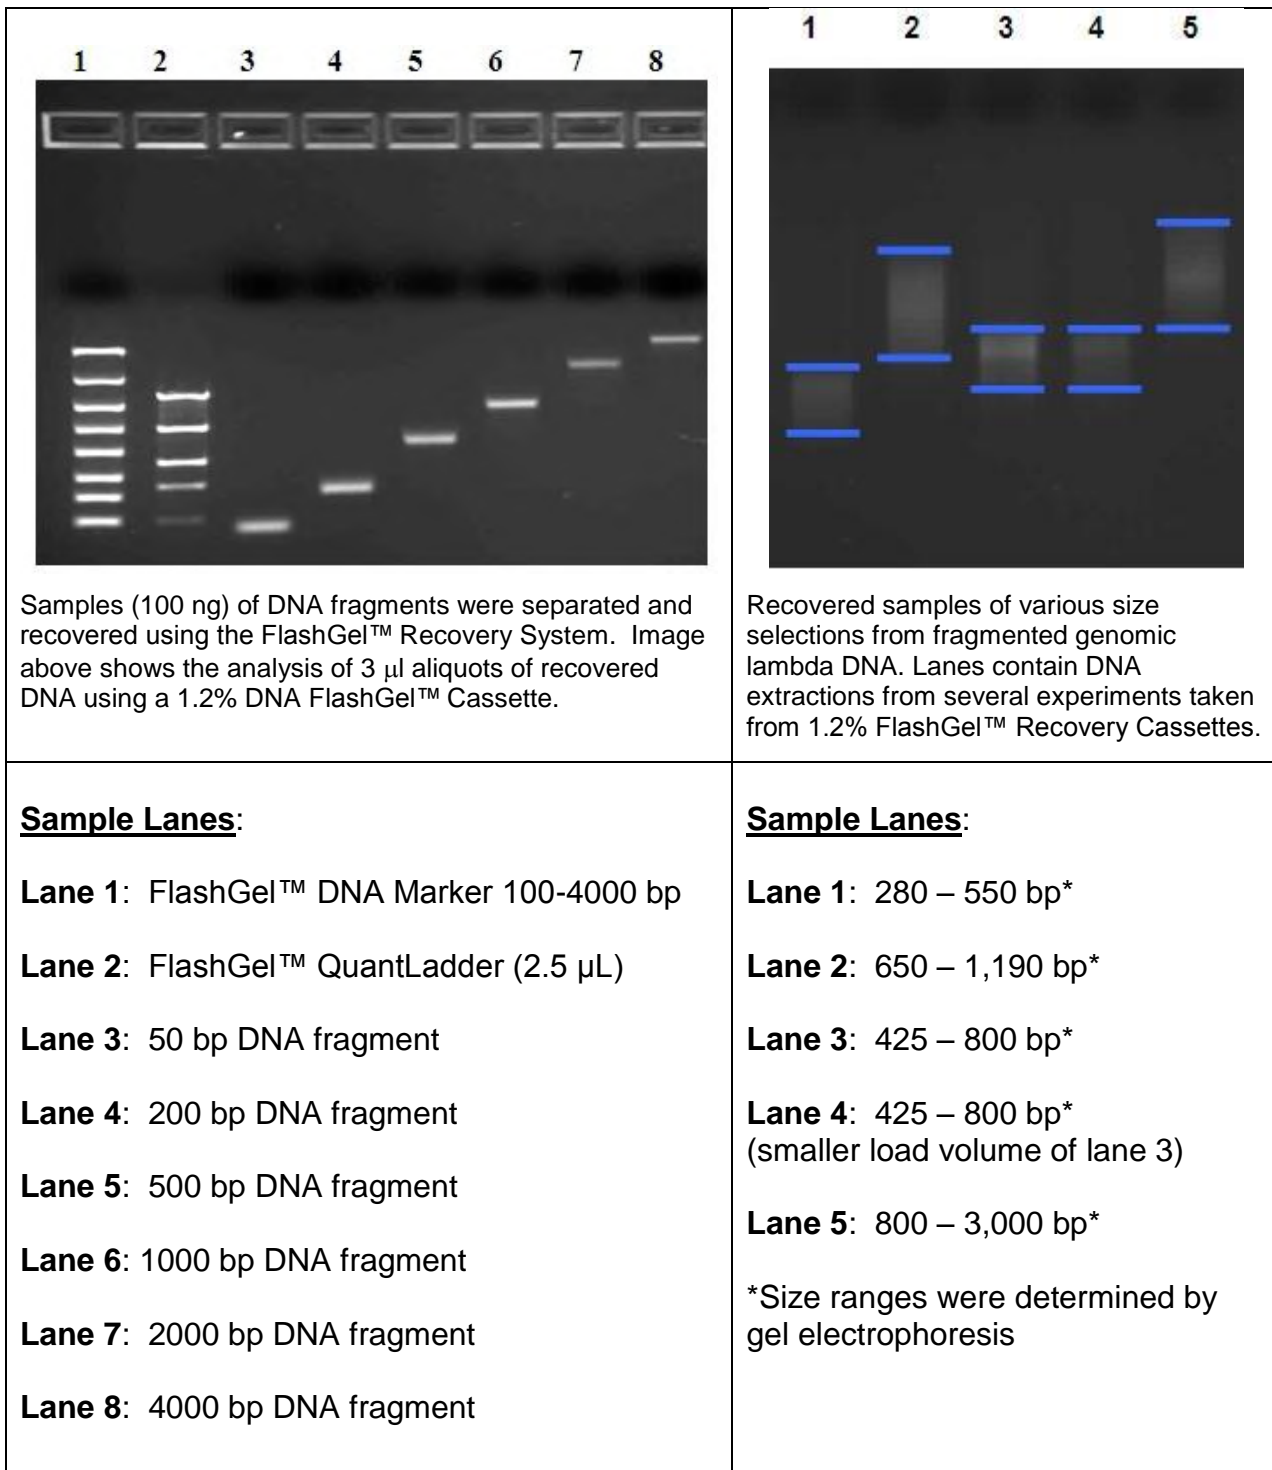 1 2 3 4 5 6 7 8
Samples (100 ng) of DNA fragments were separated and
recovered using the FlashGel™ Recovery System.  Image
above shows the analysis of 3 μl aliquots of recovered
DNA using a 1.2% DNA FlashGel™ Cassette.
1 2 3 4 5
Recovered samples of various size
selections from fragmented genomic
lambda DNA. Lanes contain DNA
extractions from several experiments taken
from 1.2% FlashGel™ Recovery Cassettes.
Sample Lanes:
Lane 1:  FlashGel™ DNA Marker 100-4000 bp
Lane 2:  FlashGel™ QuantLadder (2.5 µL)
Lane 3:  50 bp DNA fragment
Lane 4:  200 bp DNA fragment
Lane 5:  500 bp DNA fragment
Lane 6: 1000 bp DNA fragment
Lane 7:  2000 bp DNA fragment
Lane 8:  4000 bp DNA fragment
Sample Lanes:
Lane 1:  280 – 550 bp*
Lane 2:  650 – 1,190 bp*
Lane 3:  425 – 800 bp*
Lane 4:  425 – 800 bp*
(smaller load volume of lane 3)
Lane 5:  800 – 3,000 bp*
*Size ranges were determined by
gel electrophoresis